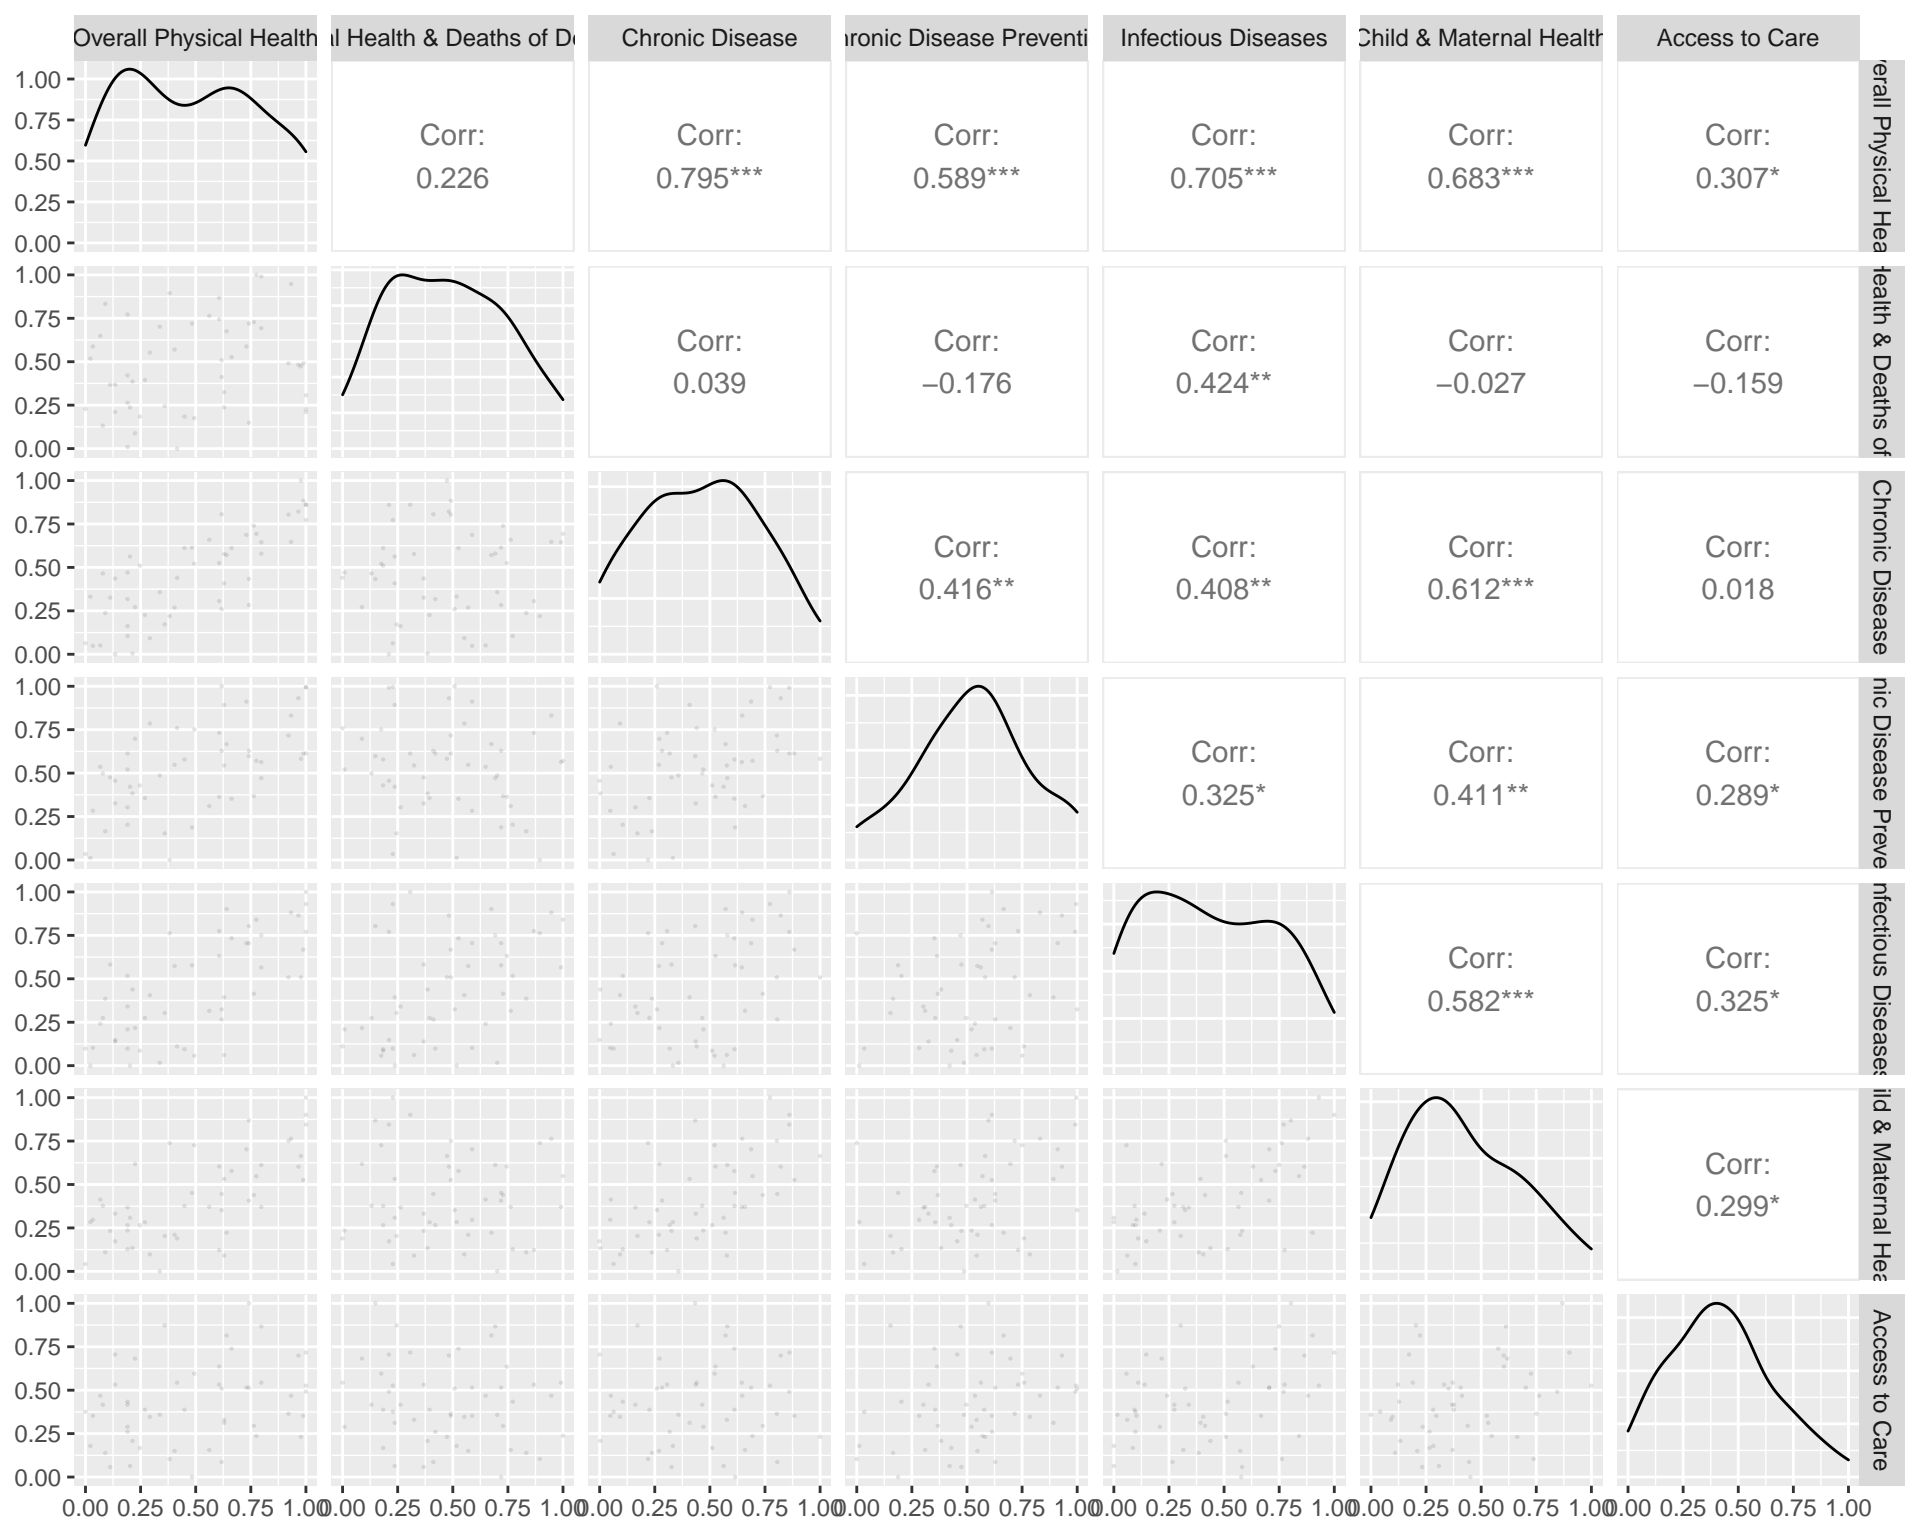 Overall Physical Health
al Health & Deaths of De
Chronic Disease
hronic Disease Preventi
Infectious Diseases
Child & Maternal Health
Access to Care
1.00
0.75
0.50
0.25
0.00
Corr:
0.226
Corr:
0.795***
Corr:
0.589***
Corr:
0.705***
Corr:
0.683***
Corr:
0.307*
verall Physical Hea
1.00
0.75
0.50
0.25
0.00
Corr:
0.039
Corr:
−0.176
Corr:
0.424**
Corr:
−0.027
Corr:
−0.159
Health & Deaths of
1.00
0.75
0.50
0.25
0.00
Corr:
0.416**
Corr:
0.408**
Corr:
0.612***
Corr:
0.018
Chronic Disease
1.00
0.75
0.50
0.25
0.00
Corr:
0.325*
Corr:
0.411**
Corr:
0.289*
nic Disease Preve
1.00
0.75
0.50
0.25
0.00
Corr:
0.582***
Corr:
0.325*
nfectious Diseases
1.00
0.75
0.50
0.25
0.00
Corr:
0.299*
ild & Maternal Hea
1.00
0.75
0.50
0.25
0.00
Access to Care
0.00 0.25 0.50 0.75 1.00
0.00 0.25 0.50 0.75 1.00
0.00 0.25 0.50 0.75 1.00
0.00 0.25 0.50 0.75 1.00
0.00 0.25 0.50 0.75 1.00
0.00 0.25 0.50 0.75 1.00
0.00 0.25 0.50 0.75 1.00